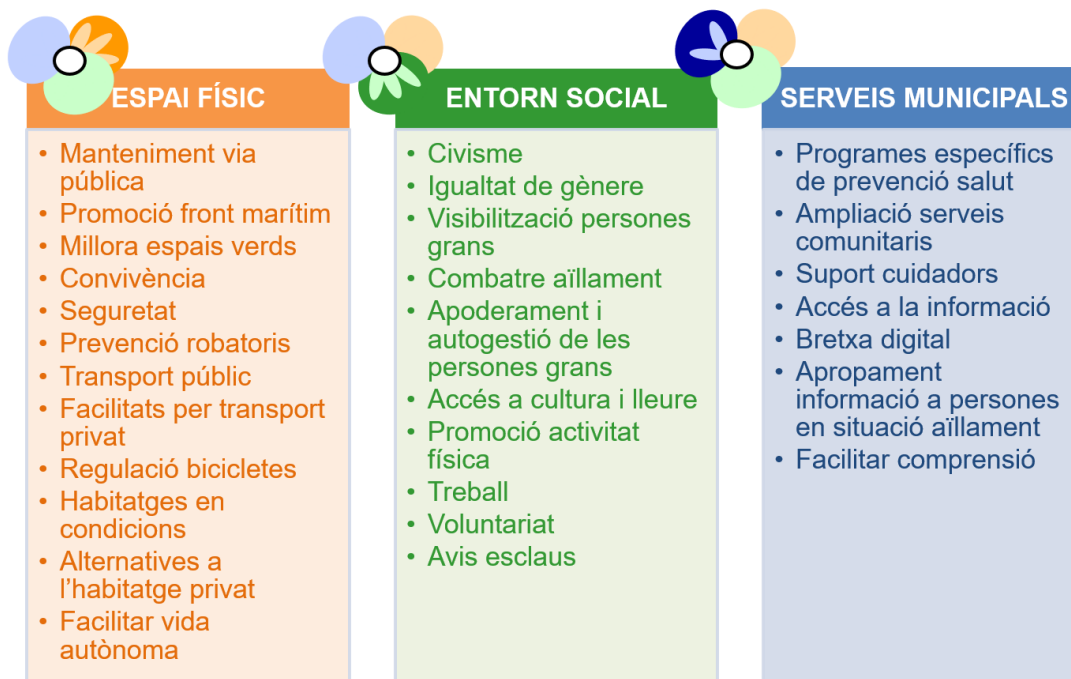 ESPAI FÍSIC
• Manteniment via
pública
• Promoció front marítim
• Millora espais verds
• Convivència
• Seguretat
• Prevenció robatoris
• Transport públic
• Facilitats per transport
privat
• Regulació bicicletes
• Habitatges en
condicions
• Alternatives a
l’habitatge privat
• Facilitar vida
autònoma
ENTORN SOCIAL
• Civisme
• Igualtat de gènere
• Visibilització persones
grans
• Combatre aïllament
• Apoderament i
autogestió de les
persones grans
• Accés a cultura i lleure
• Promoció activitat
física
• Treball
• Voluntariat
• Avis esclaus
SERVEIS MUNICIPALS
• Programes específics
de prevenció salut
• Ampliació serveis
comunitaris
• Suport cuidadors
• Accés a la informació
• Bretxa digital
• Apropament
informació a persones
en situació aïllament
• Facilitar comprensió